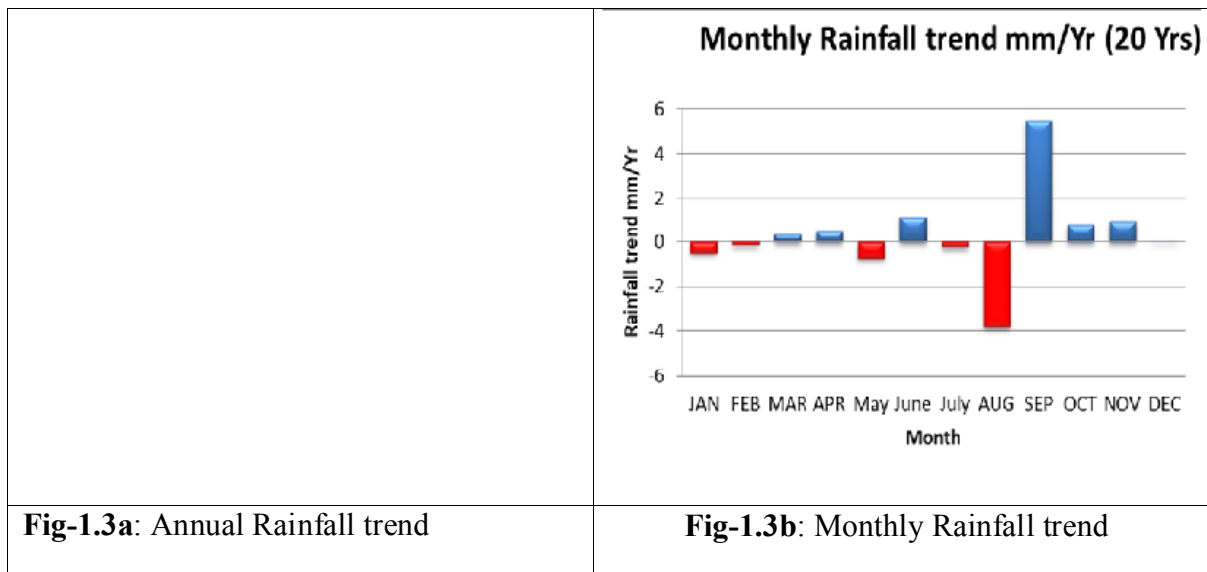 Monthly Rainfall trend mm/Yr (20 Yrs)
6
4
2
0
-2
-4
-6
Rainfall trend mm/Yr
JAN FEB MAR APR May June July AUG SEP OCT NOV DEC
Month
Fig-1.3a: Annual Rainfall trend
Fig-1.3b: Monthly Rainfall trend